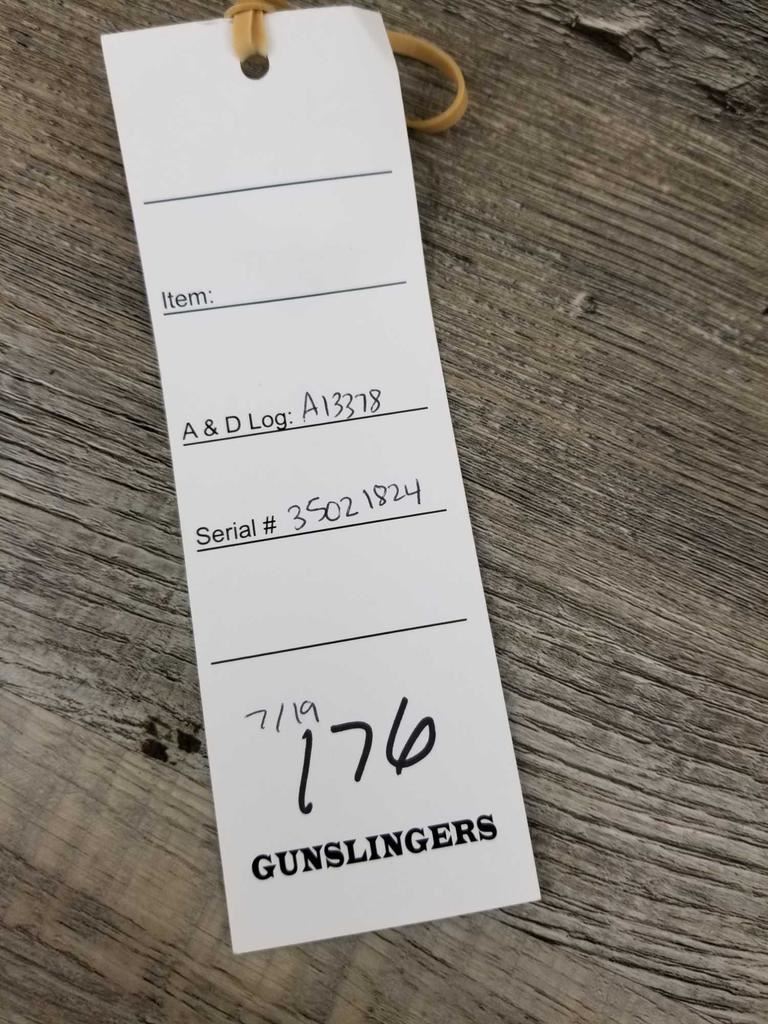 Item:
A & D Log: A13378
Serial # 35021824
7/19
176
GUNSLINGERS